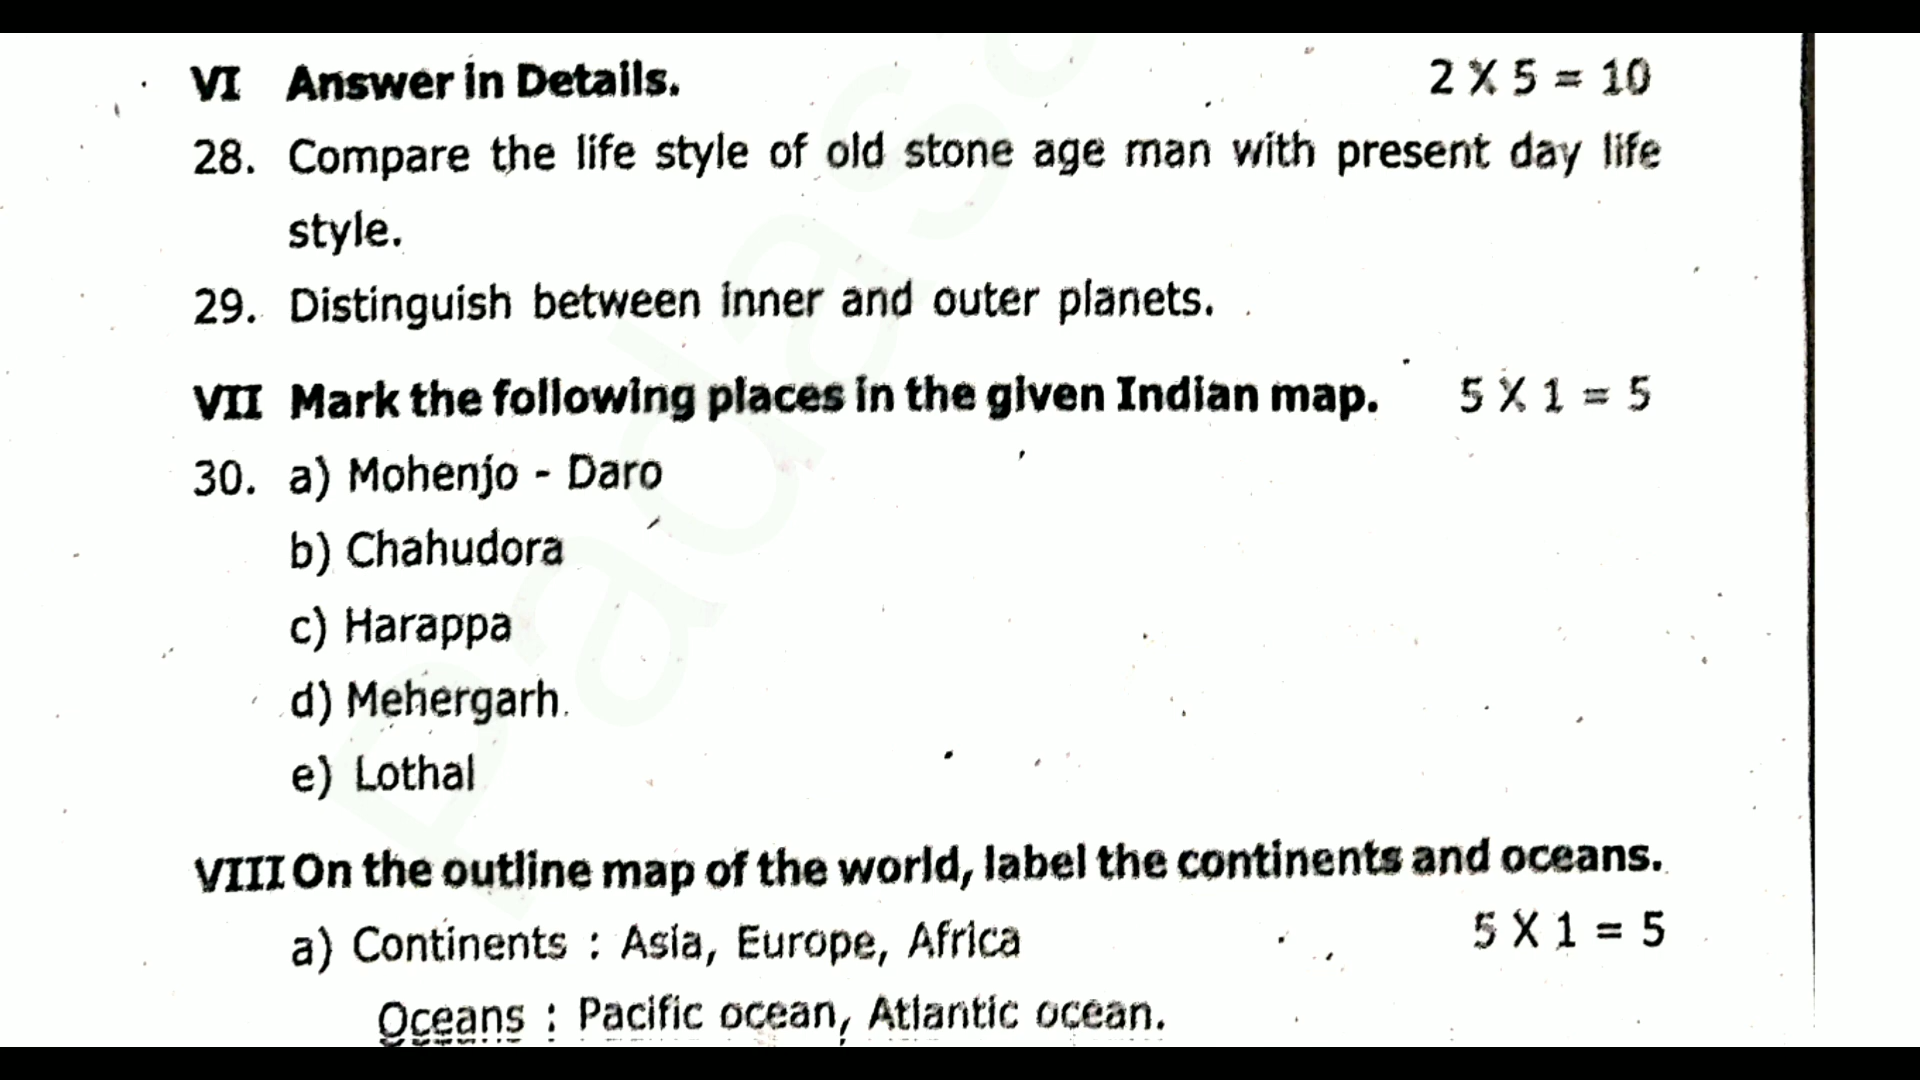 VI Answer in Details. 2 X 5 = 10
28. Compare the life style of old stone age man with present day life
style.
29. Distinguish between inner and outer planets.
VII Mark the following places in the given Indian map. 5 X 1 = 5
30. a) Mohenjo - Daro
b) Chahudora
c) Harappa
d) Mehergarh.
e) Lothal
VIII On the outline map of the world, label the continents and oceans.
a) Continents : Asia, Europe, Africa 5 X 1 = 5
Oceans : Pacific ocean, Atlantic ocean.